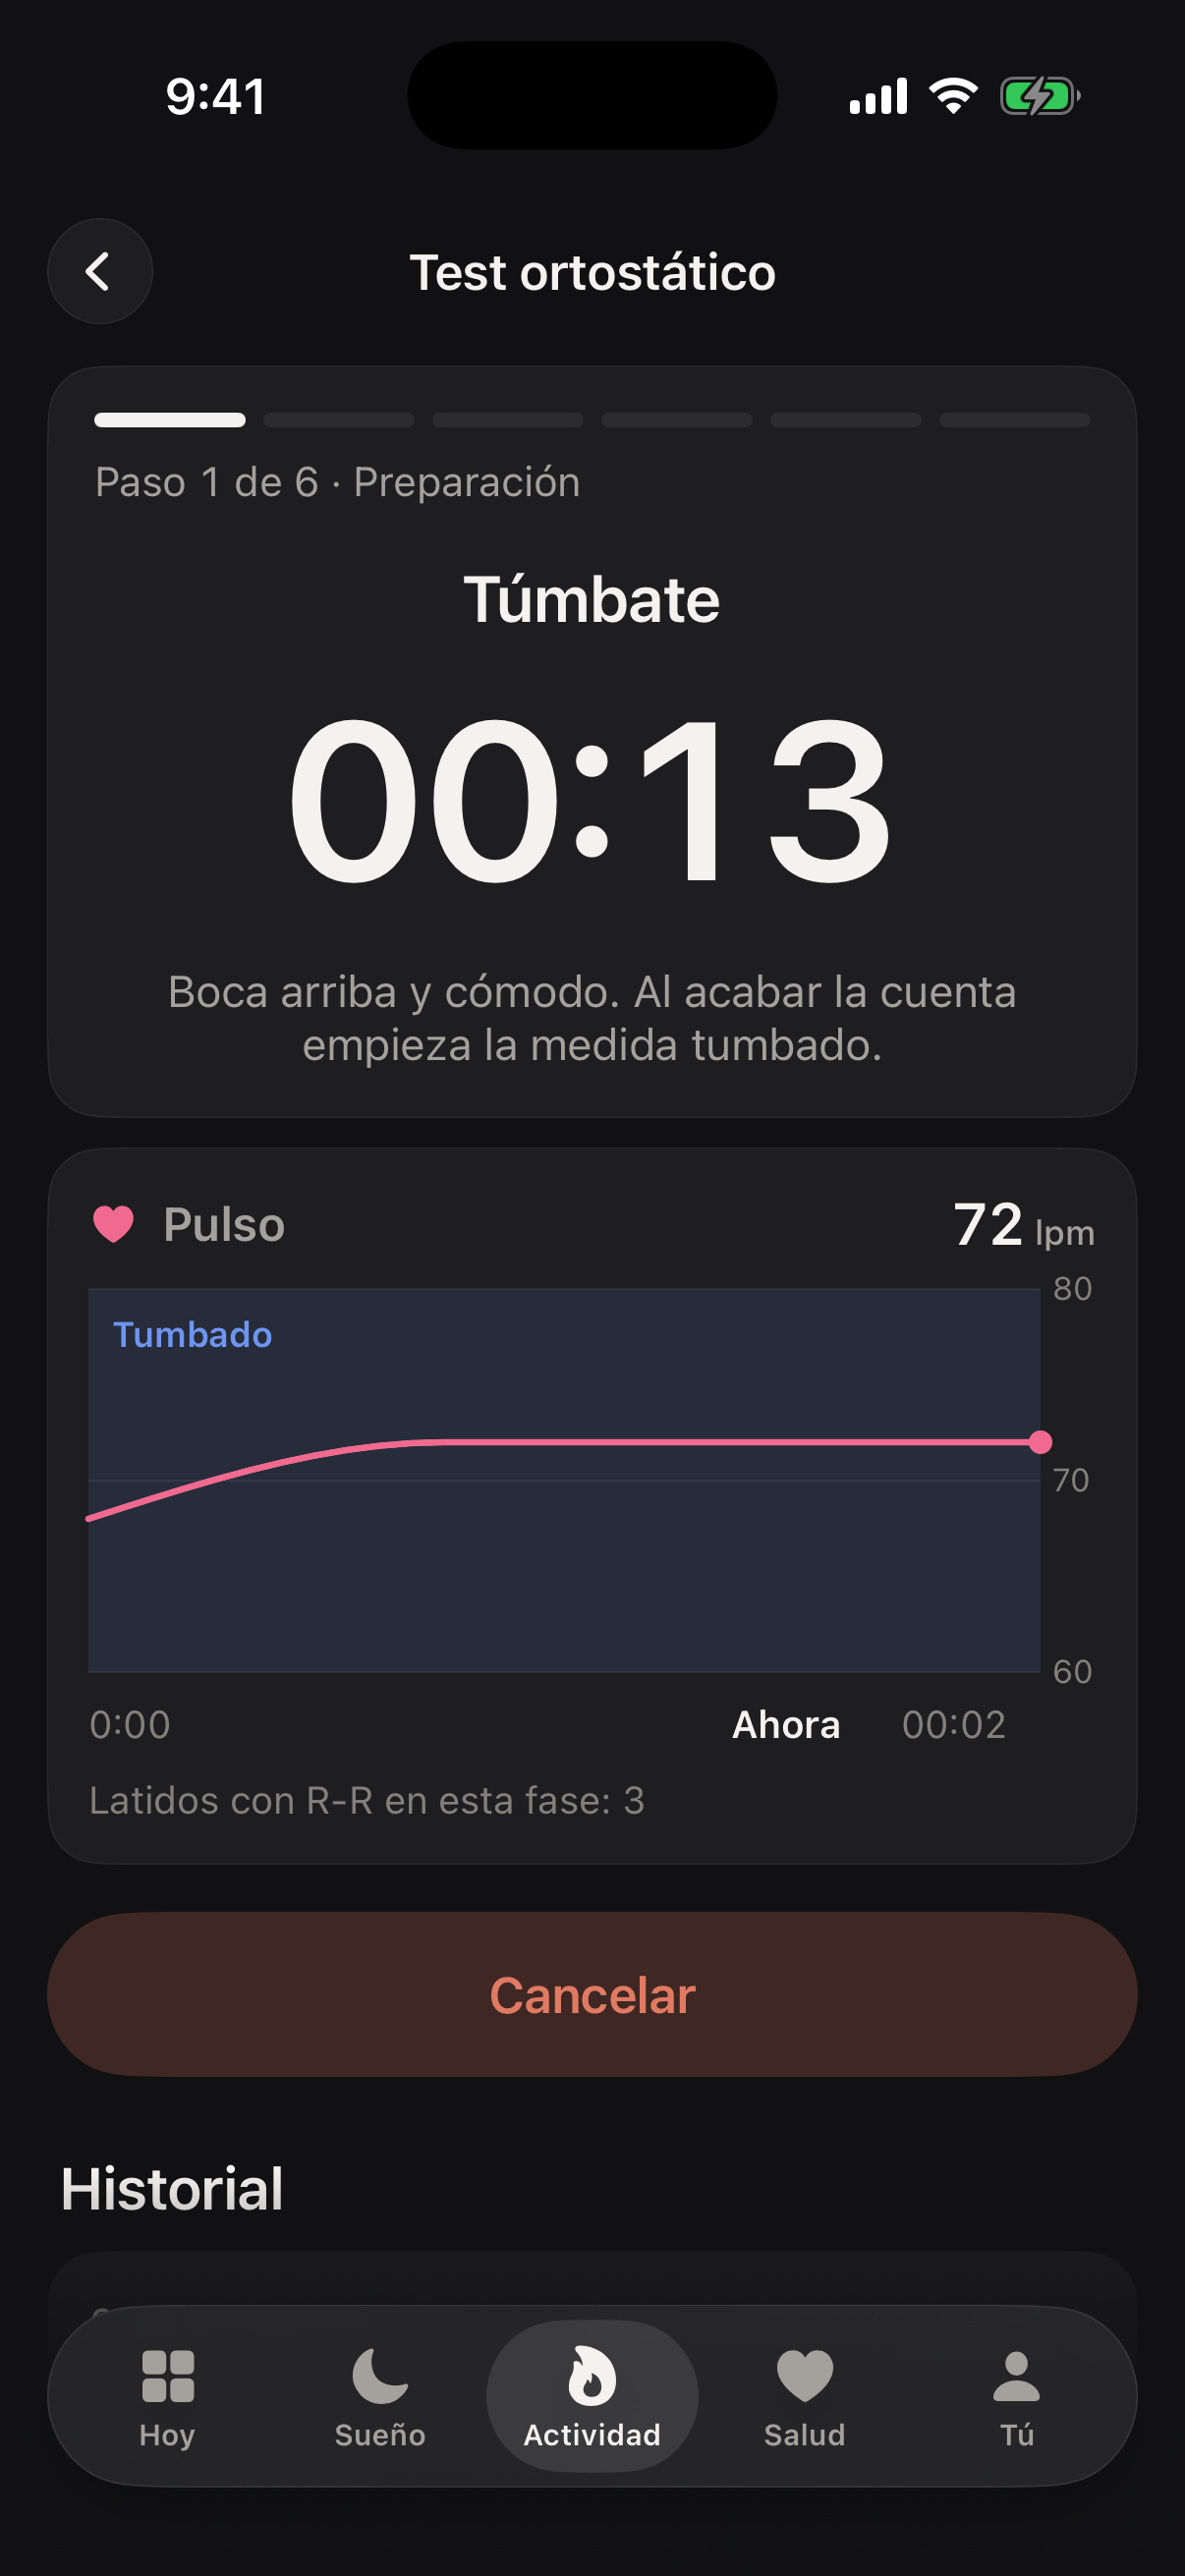 9:41
Test ortostático
Paso 1 de 6 · Preparación
Túmbate
00:13
Boca arriba y cómodo. Al acabar la cuenta
empieza la medida tumbado.
Pulso
72 lpm
80
Tumbado
70
60
0:00
Ahora
00:02
Latidos con R-R en esta fase: 3
Cancelar
Historial
Hoy
Sueño
Actividad
Salud
Tú